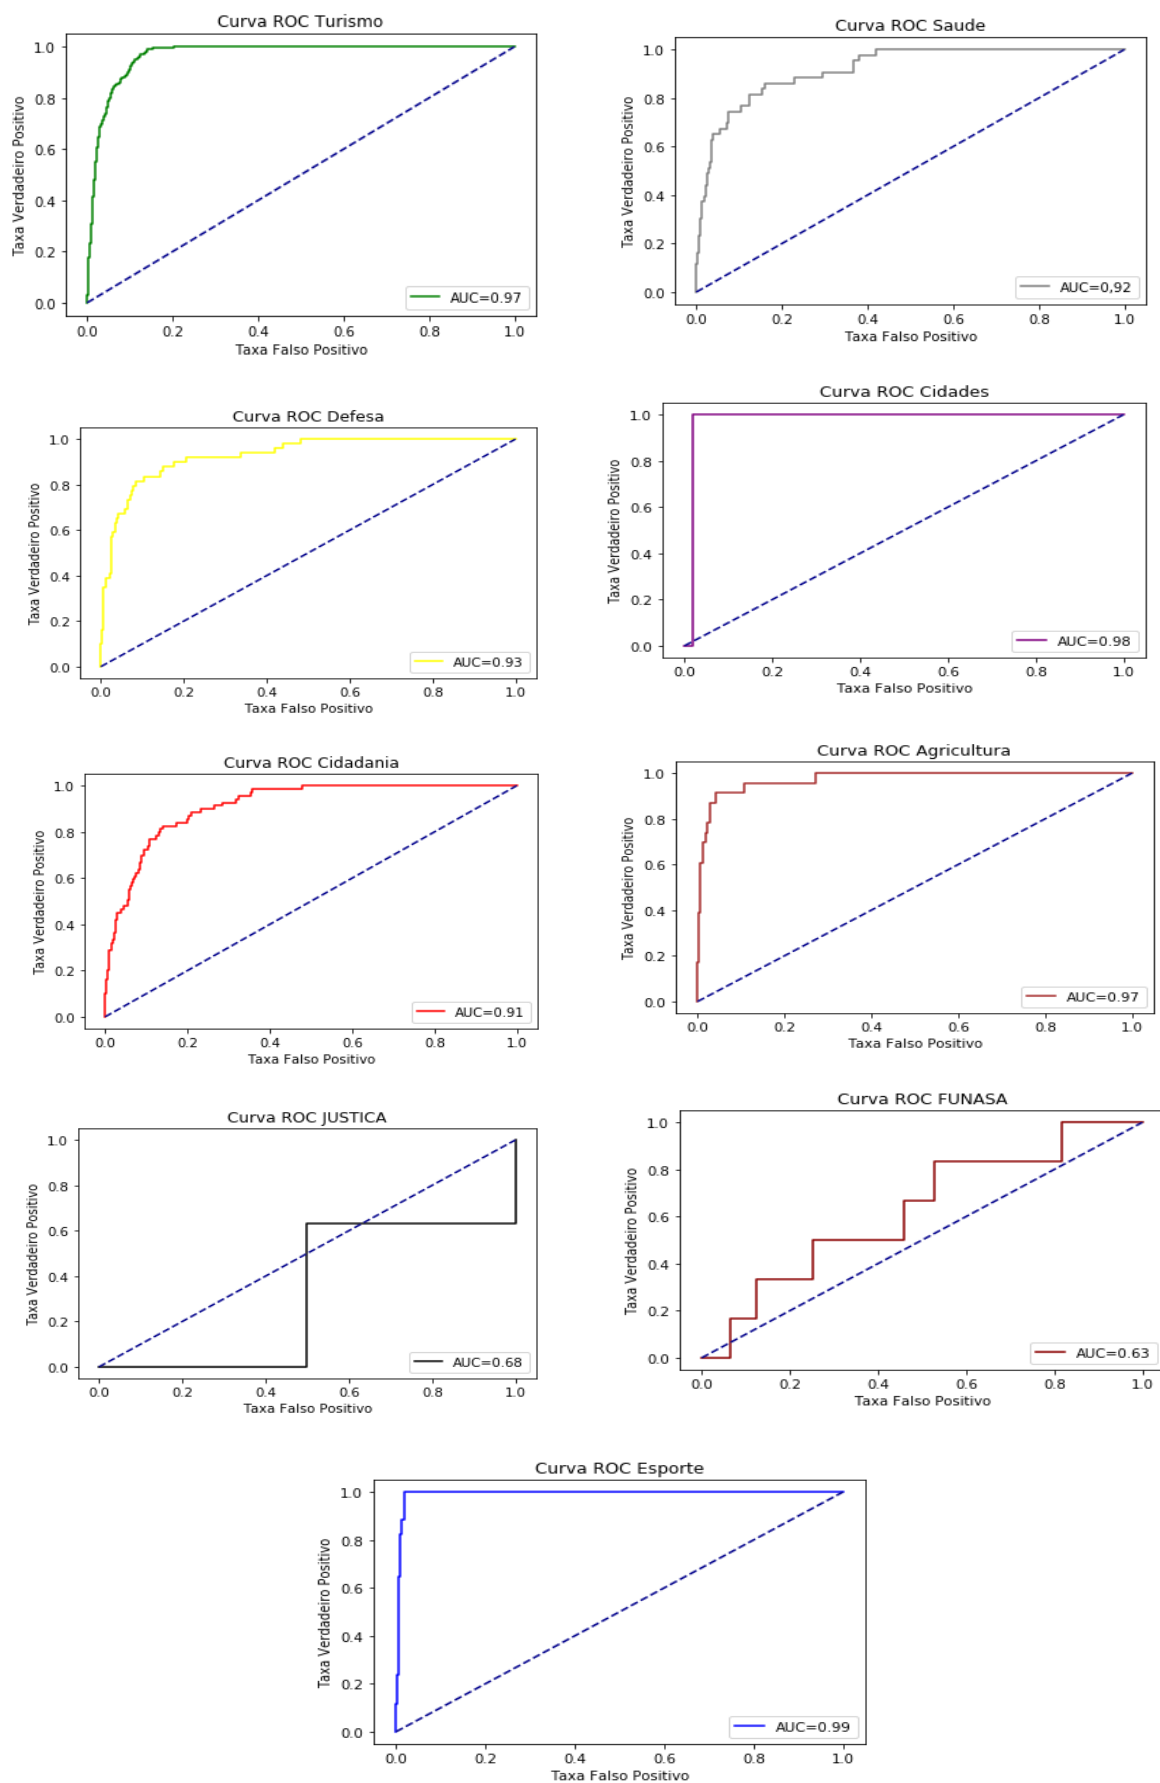 Curva ROC Turismo
Taxa Verdadeiro Positivo
1.0
0.8
0.6
0.4
0.2
0.0
AUC=0.97
0.0 0.2 0.4 0.6 0.8 1.0
Taxa Falso Positivo
Curva ROC Saude
Taxa Verdadeiro Positivo
1.0
0.8
0.6
0.4
0.2
0.0
AUC=0,92
0.0 0.2 0.4 0.6 0.8 1.0
Taxa Falso Positivo
Curva ROC Defesa
Taxa Verdadeiro Positivo
1.0
0.8
0.6
0.4
0.2
0.0
AUC=0.93
0.0 0.2 0.4 0.6 0.8 1.0
Taxa Falso Positivo
Curva ROC Cidades
Taxa Verdadeiro Positivo
1.0
0.8
0.6
0.4
0.2
0.0
AUC=0.98
0.0 0.2 0.4 0.6 0.8 1.0
Taxa Falso Positivo
Curva ROC Cidadania
Taxa Verdadeiro Positivo
1.0
0.8
0.6
0.4
0.2
0.0
AUC=0.91
0.0 0.2 0.4 0.6 0.8 1.0
Taxa Falso Positivo
Curva ROC Agricultura
Taxa Verdadeiro Positivo
1.0
0.8
0.6
0.4
0.2
0.0
AUC=0.97
0.0 0.2 0.4 0.6 0.8 1.0
Taxa Falso Positivo
Curva ROC JUSTICA
Taxa Verdadeiro Positivo
1.0
0.8
0.6
0.4
0.2
0.0
AUC=0.68
0.0 0.2 0.4 0.6 0.8 1.0
Taxa Falso Positivo
Curva ROC FUNASA
Taxa Verdadeiro Positivo
1.0
0.8
0.6
0.4
0.2
0.0
AUC=0.63
0.0 0.2 0.4 0.6 0.8 1.0
Taxa Falso Positivo
Curva ROC Esporte
Taxa Verdadeiro Positivo
1.0
0.8
0.6
0.4
0.2
0.0
AUC=0.99
0.0 0.2 0.4 0.6 0.8 1.0
Taxa Falso Positivo